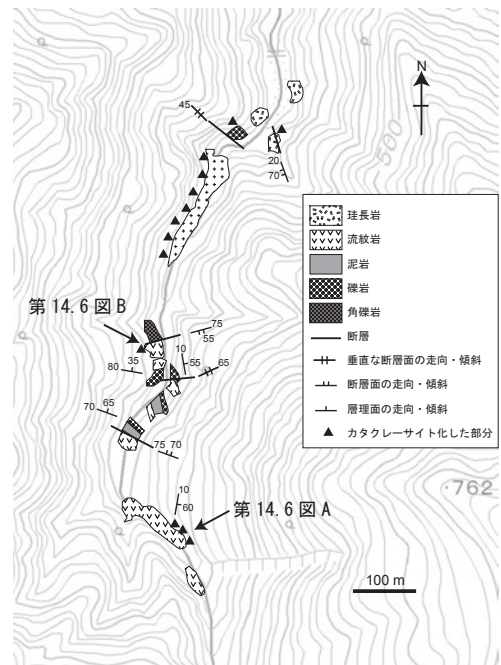 N
45
500
20
70
珪長岩
流紋岩
泥岩
礫岩
角礫岩
断層
垂直な断層面の走向・傾斜
断層面の走向・傾斜
層理面の走向・傾斜
カタクレーサイト化した部分
第 14.6 図 B
75
55
35
80
10
55
65
70
65
75
70
762
10
60
第 14.6 図 A
100 m